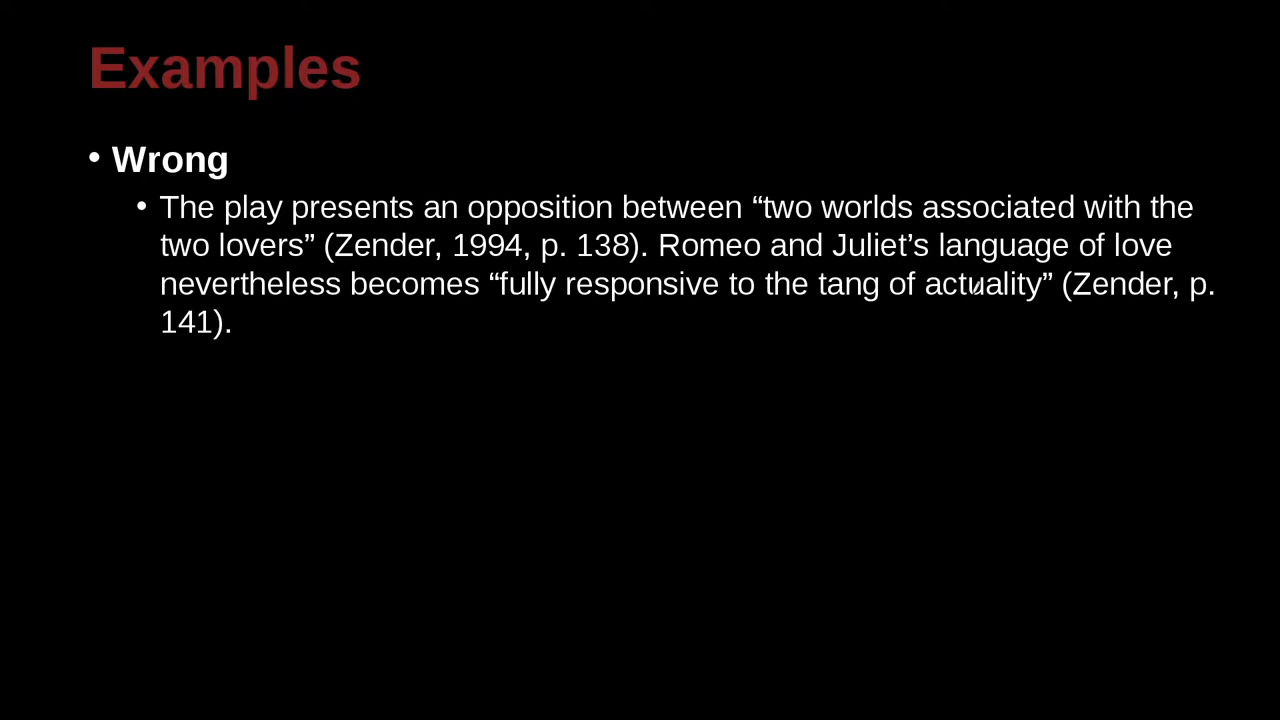 Examples
• Wrong
• The play presents an opposition between “two worlds associated with the
two lovers” (Zender, 1994, p. 138). Romeo and Juliet’s language of love
nevertheless becomes “fully responsive to the tang of actuality” (Zender, p.
141).